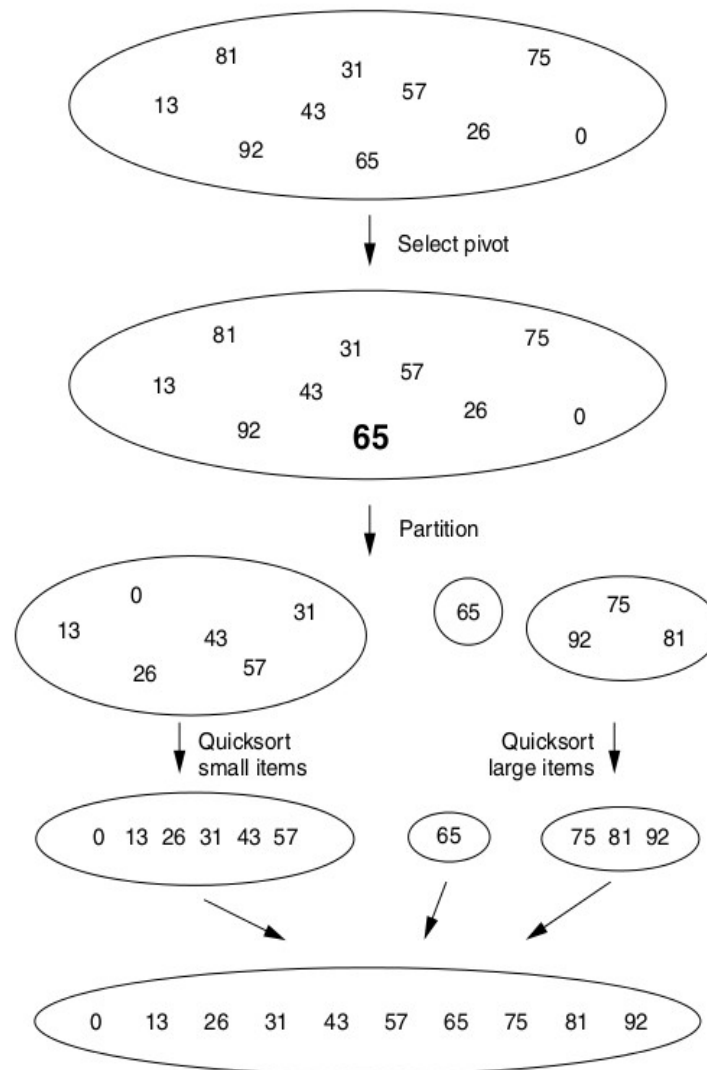 81 31 75
13 43 57
92 65 26 0
Select pivot
81 31 75
13 43 57
92 65 26 0
Partition
0 31
13 43
26 57
65
75
92 81
Quicksort
small items
Quicksort
large items
0 13 26 31 43 57
65
75 81 92
0 13 26 31 43 57 65 75 81 92